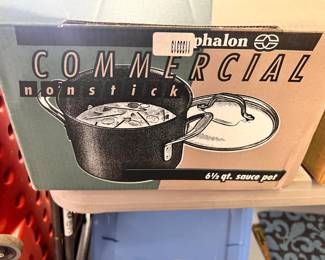 phalon
COMMERCIAL
nonstick
6½ qt. sauce pot